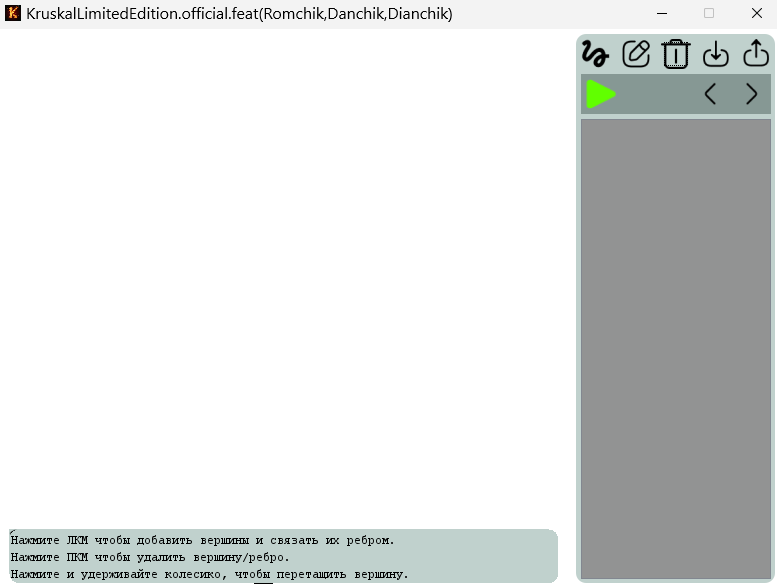 KruskalLimitedEdition.official.feat(Romchik,Danchik,Dianchik)
Нажмите ЛКМ чтобы добавить вершины и связать их ребром.
Нажмите ПКМ чтобы удалить вершину/ребро.
Нажмите и удерживайте колесико, чтобы перетащить вершину.